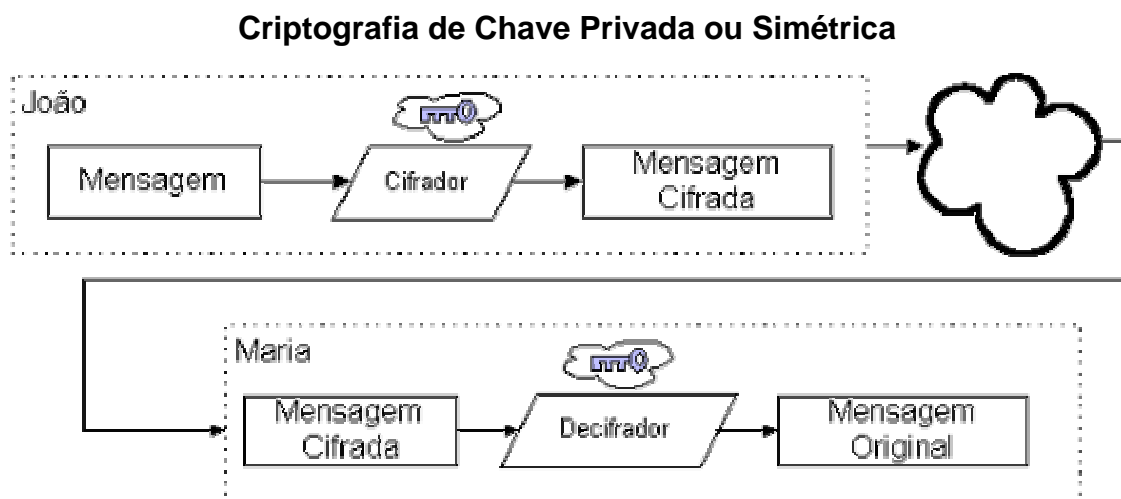 Criptografia de Chave Privada ou Simétrica
João
Mensagem
Cifrador
Mensagem
Cifrada
Maria
Mensagem
Cifrada
Decifrador
Mensagem
Original